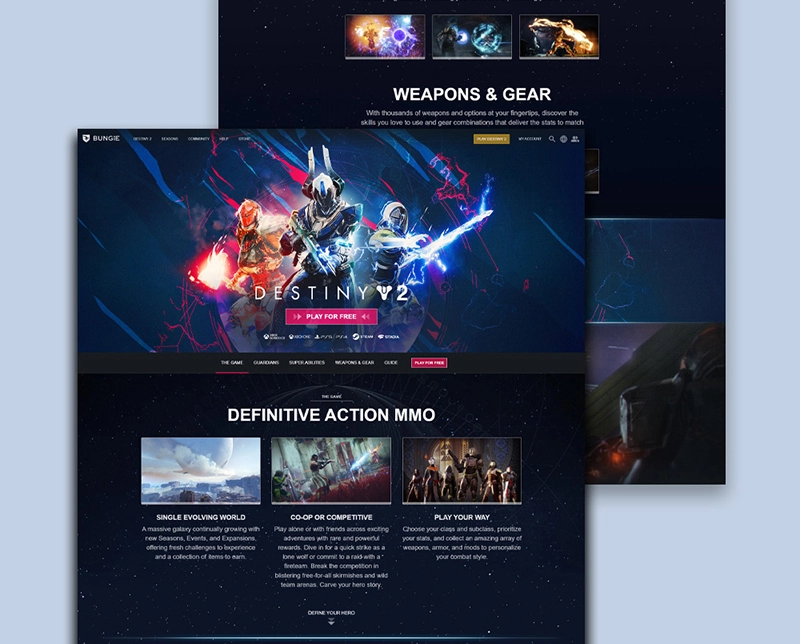 WEAPONS & GEAR
With thousands of weapons and options at your fingertips, discover the
skills you love to use and gear combinations that deliver the stats to match
BUNGIE
DESTINY 2 SEASONS COMMUNITY HELP STORE
PLAY DESTINY 2 MY ACCOUNT
DESTINY 2
PLAY FOR FREE
XBOX ONE PS5 PS4 STEAM STADIA
THE GAME GUARDIANS SUPER ABILITIES WEAPONS & GEAR GUIDE PLAY FOR FREE
THE GAME
DEFINITIVE ACTION MMO
SINGLE EVOLVING WORLD
A massive galaxy continually growing with
new Seasons, Events, and Expansions,
offering fresh challenges to experience
and a collection of items to earn.
CO-OP OR COMPETITIVE
Play alone or with friends across exciting
adventures with rare and powerful
rewards. Dive in for a quick strike as a
lone wolf or commit to a raid with a
fireteam. Break the competition in
blistering free-for-all skirmishes and wild
team arenas. Carve your hero story.
PLAY YOUR WAY
Choose your class and subclass, prioritize
your stats, and collect an amazing array of
weapons, armor, and mods to personalize
your combat style.
DEFINE YOUR HERO